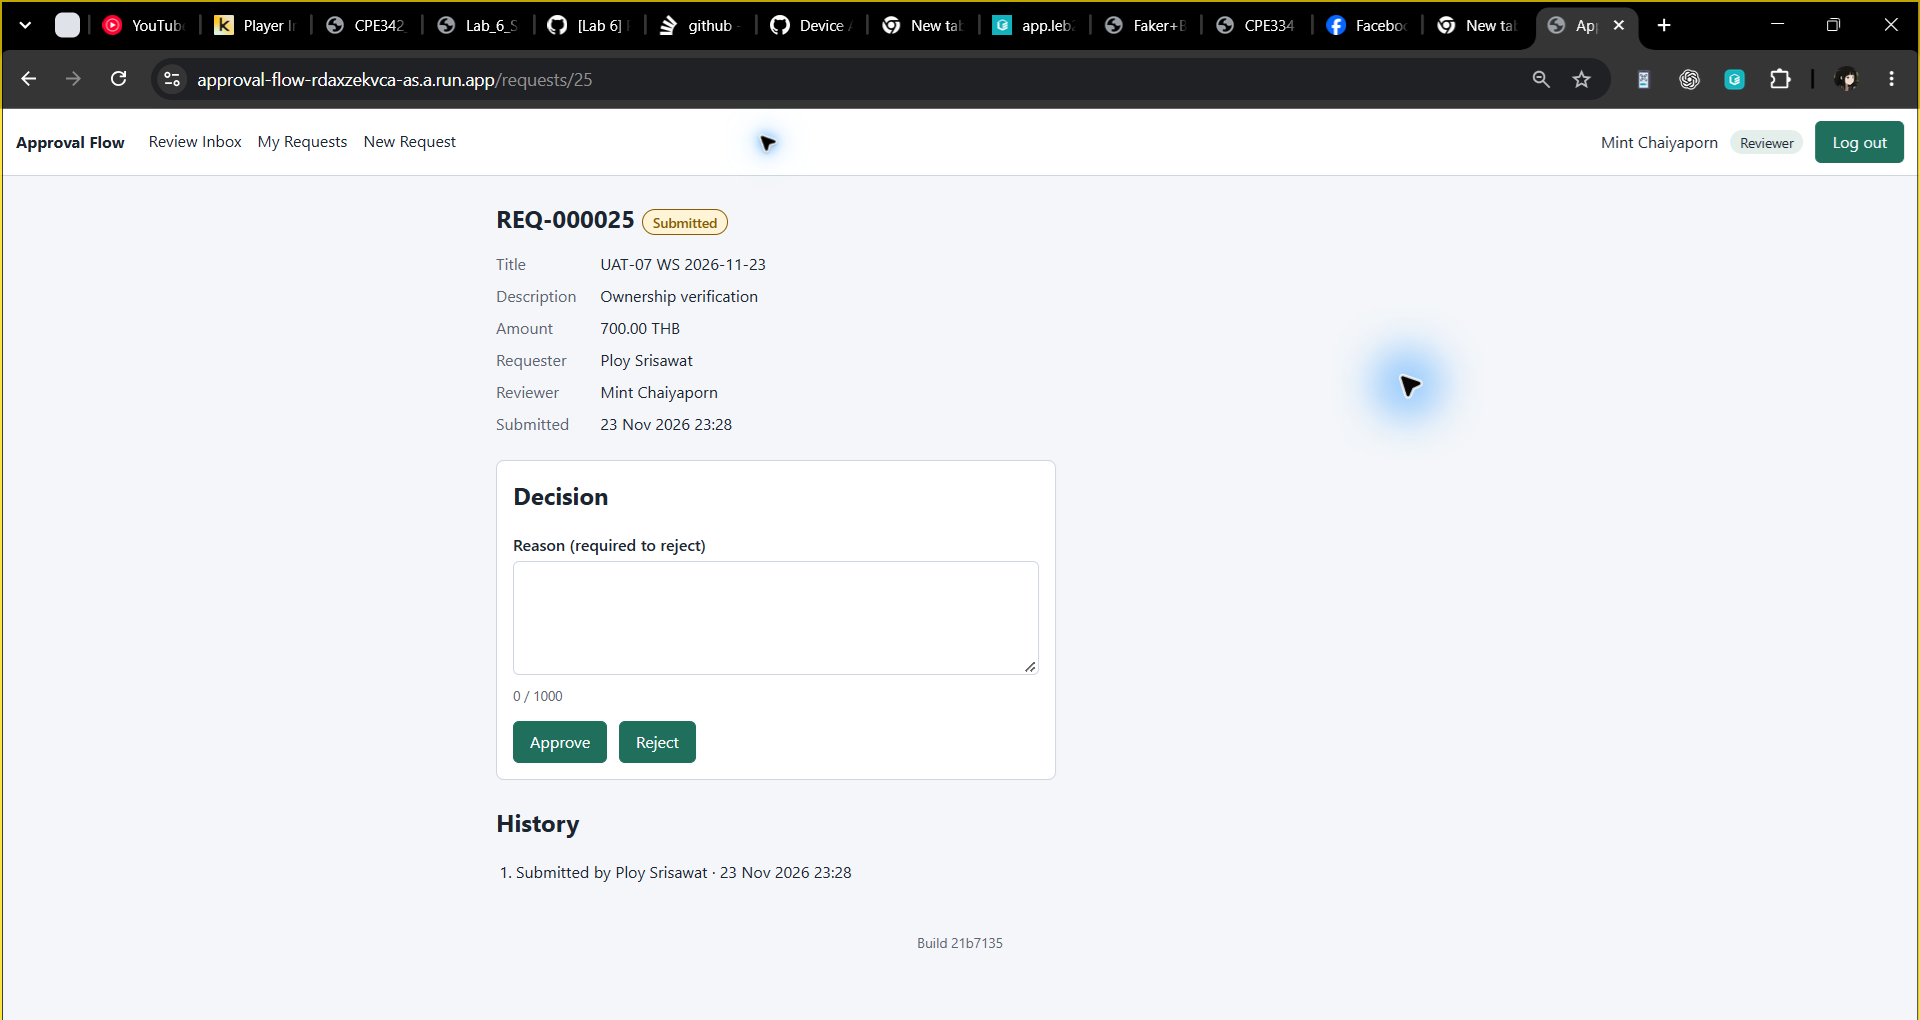 YouTub
Player I
CPE342
Lab_6_S
[Lab 6]
github
Device
New tab
app.leb
Faker+B
CPE334
Facebo
New tab
Ap
approval-flow-rdaxzekvca-as.a.run.app/requests/25
Approval Flow Review Inbox My Requests New Request Mint Chaiyaporn Reviewer Log out
REQ-000025 Submitted
Title UAT-07 WS 2026-11-23
Description Ownership verification
Amount 700.00 THB
Requester Ploy Srisawat
Reviewer Mint Chaiyaporn
Submitted 23 Nov 2026 23:28
Decision
Reason (required to reject)
0 / 1000
Approve Reject
History
1. Submitted by Ploy Srisawat · 23 Nov 2026 23:28
Build 21b7135